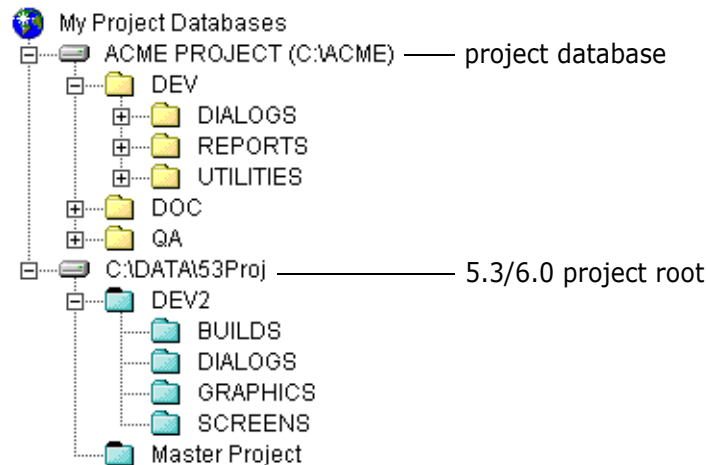 My Project Databases
ACME PROJECT (C:\ACME) project database
DEV
DIALOGS
REPORTS
UTILITIES
DOC
QA
C:\DATA\53Proj 5.3/6.0 project root
DEV2
BUILDS
DIALOGS
GRAPHICS
SCREENS
Master Project